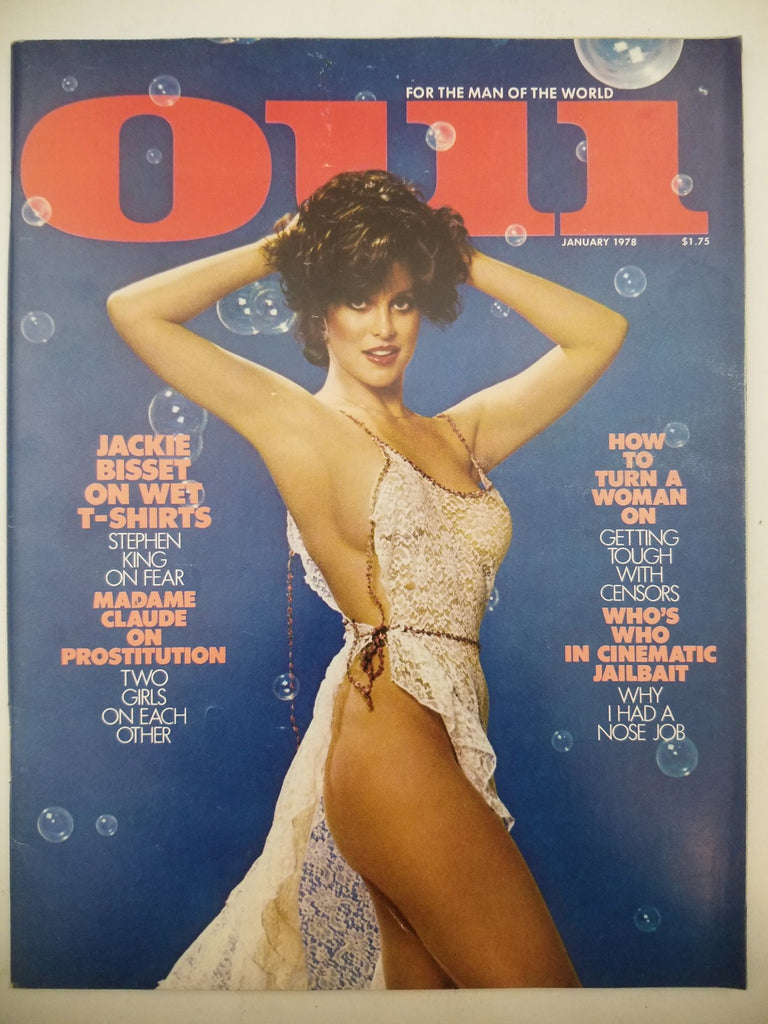 FOR THE MAN OF THE WORLD
Oui
JANUARY 1978 $1.75
JACKIE
BISSET
ON WET
T-SHIRTS
STEPHEN
KING
ON FEAR
MADAME
CLAUDE
ON
PROSTITUTION
TWO
GIRLS
ON EACH
OTHER
HOW
TO
TURN A
WOMAN
ON
GETTING
TOUGH
WITH
CENSORS
WHO'S
WHO
IN CINEMATIC
JAILBAIT
WHY
I HAD A
NOSE JOB